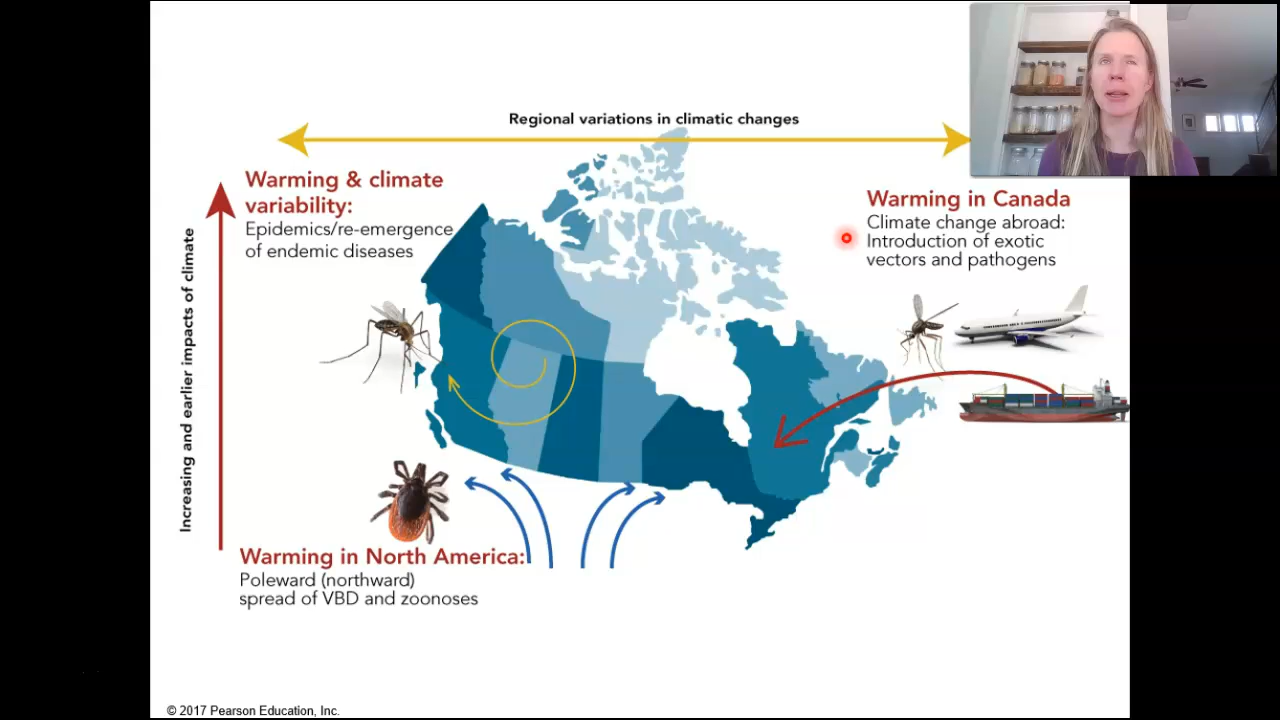 Regional variations in climatic changes
Warming & climate
variability:
Epidemics/re-emergence
of endemic diseases
Warming in Canada
Climate change abroad:
Introduction of exotic
vectors and pathogens
Increasing and earlier impacts of climate
Warming in North America:
Poleward (northward)
spread of VBD and zoonoses
© 2017 Pearson Education, Inc.